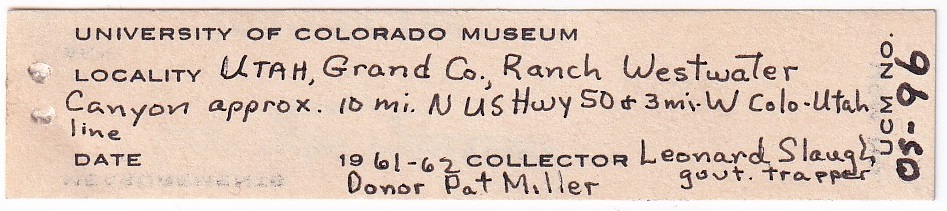 UNIVERSITY OF COLORADO MUSEUM
LOCALITY UTAH, Grand Co., Ranch Westwater
Canyon approx. 10 mi. N US Hwy 50 & 3 mi. W Colo-Utah
line
DATE 1961-62 COLLECTOR Leonard Slaugh,
Donor Pat Miller govt. trapper
UCM NO.
OS-96